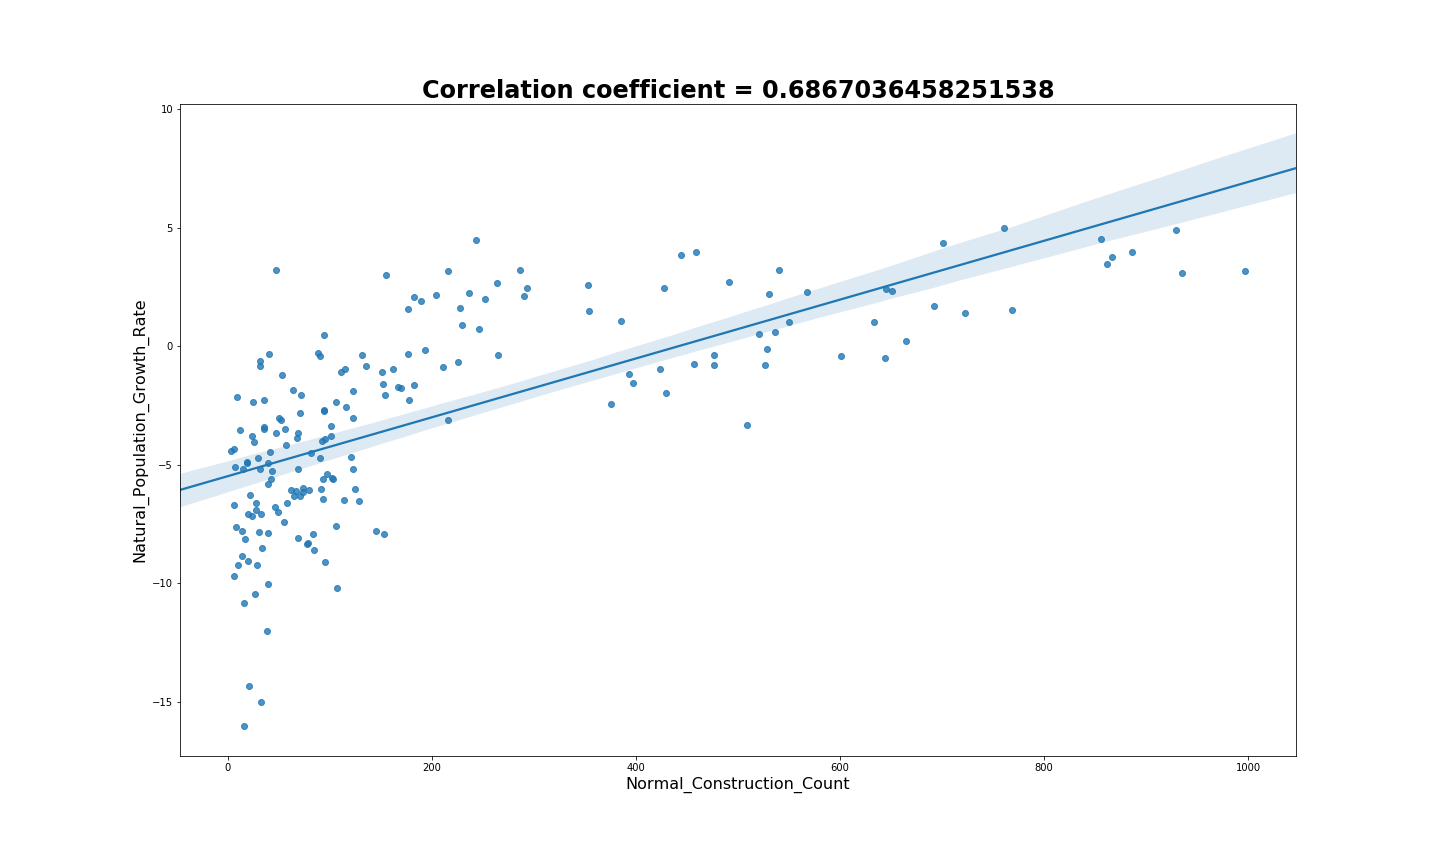 Correlation coefficient = 0.6867036458251538
10
5
0
−5
−10
−15
Natural_Population_Growth_Rate
0 200 400 600 800 1000
Normal_Construction_Count